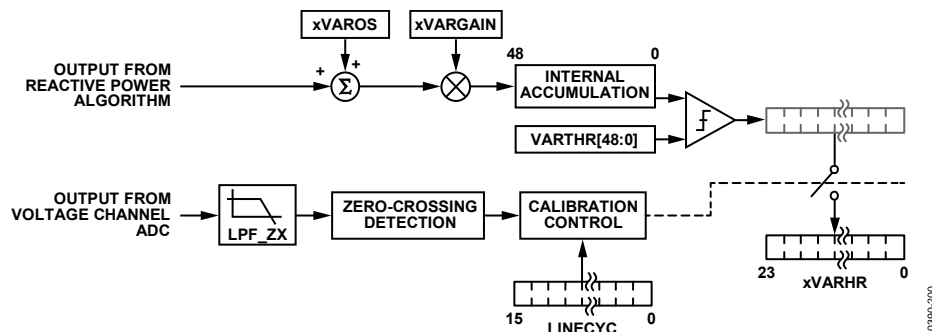 xVAROS
xVARGAIN
OUTPUT FROM
REACTIVE POWER
ALGORITHM
+
+
Σ
48
0
INTERNAL
ACCUMULATION
VARTHR[48:0]
OUTPUT FROM
VOLTAGE CHANNEL
ADC
LPF_ZX
ZERO-CROSSING
DETECTION
CALIBRATION
CONTROL
23
0
xVARHR
15
0
LINECYC